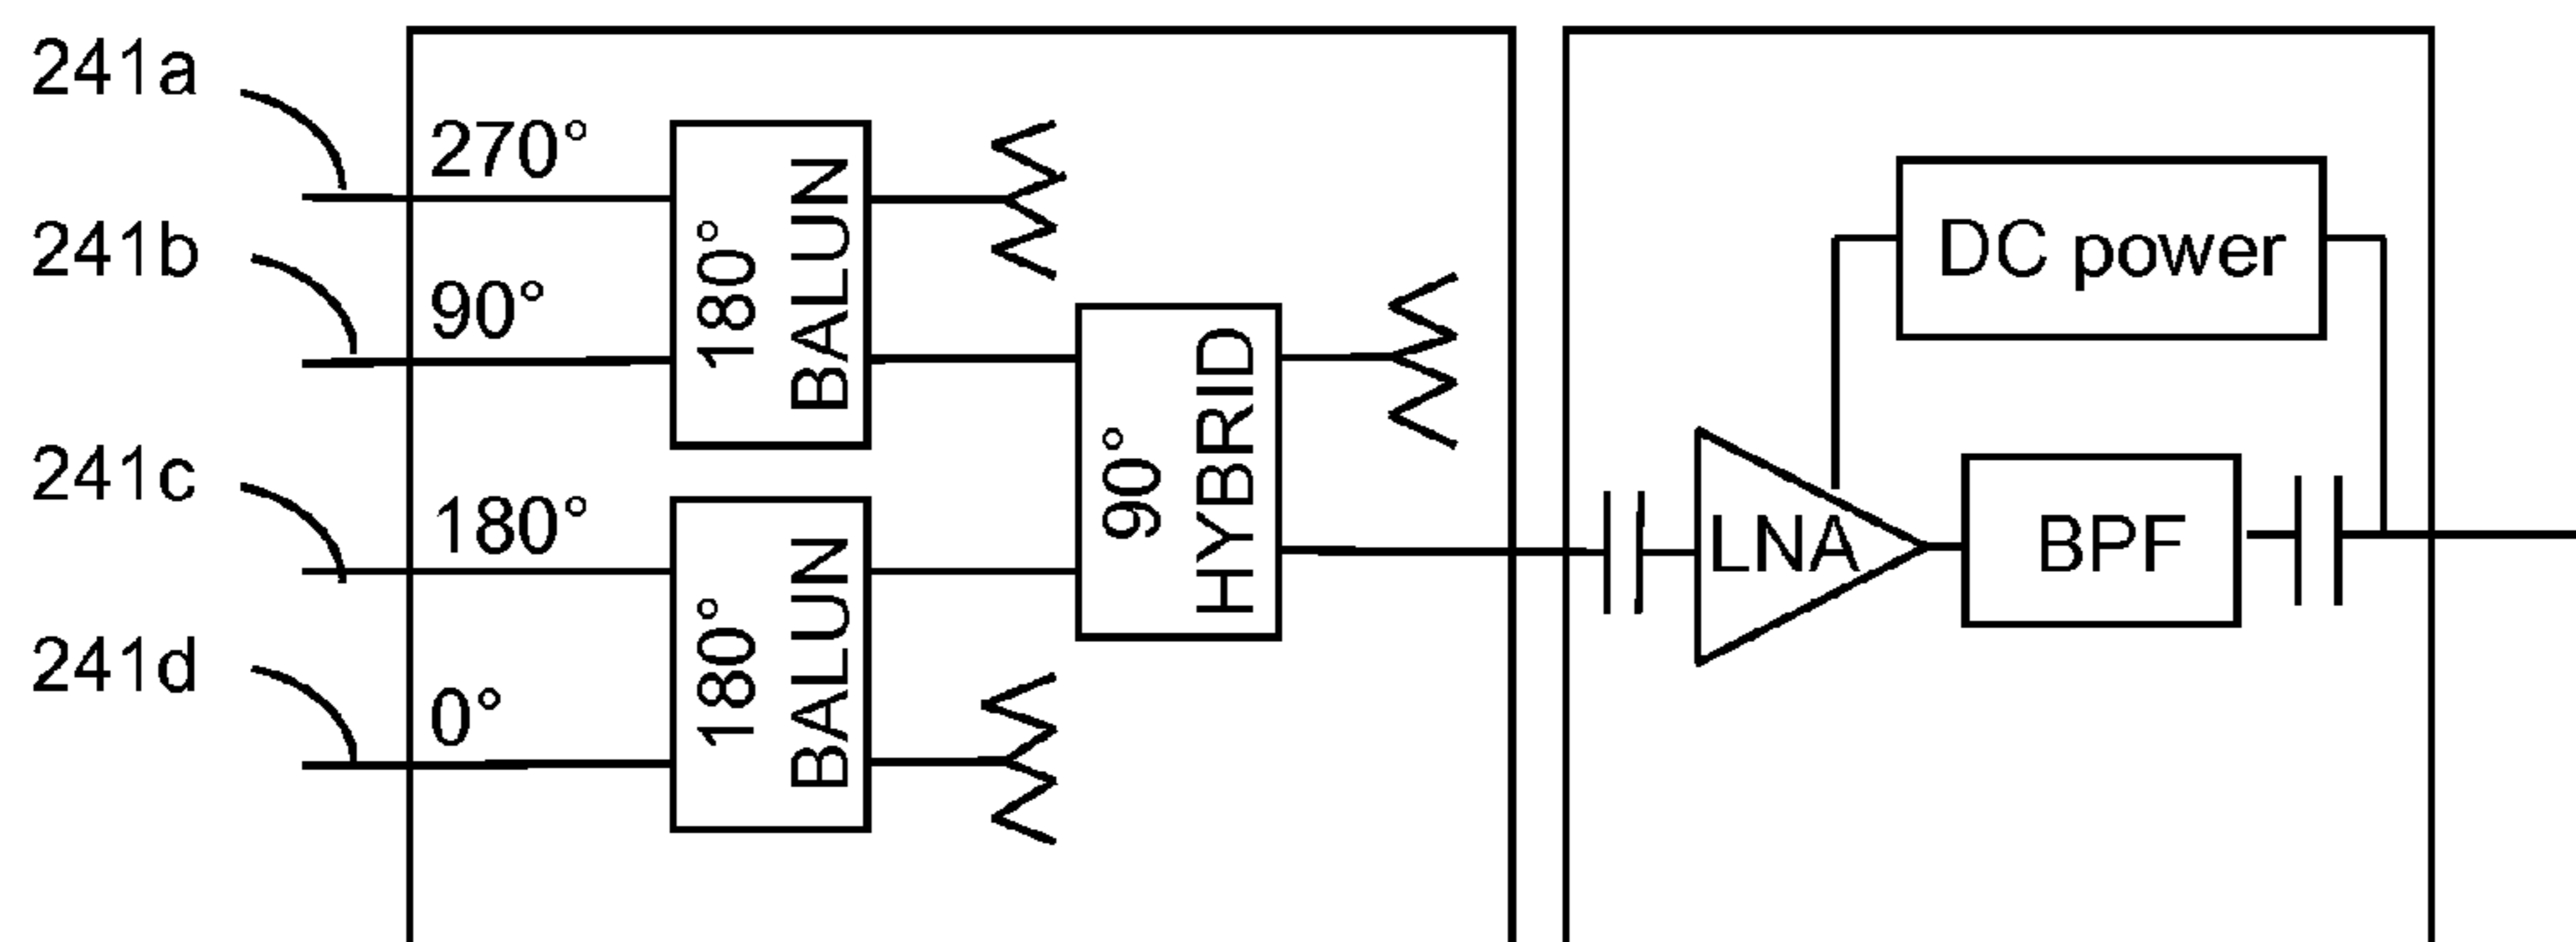 241a
270°
241b
90°
180°
BALUN
241c
180°
241d
0°
180°
BALUN
90°
HYBRID
DC power
LNA
BPF